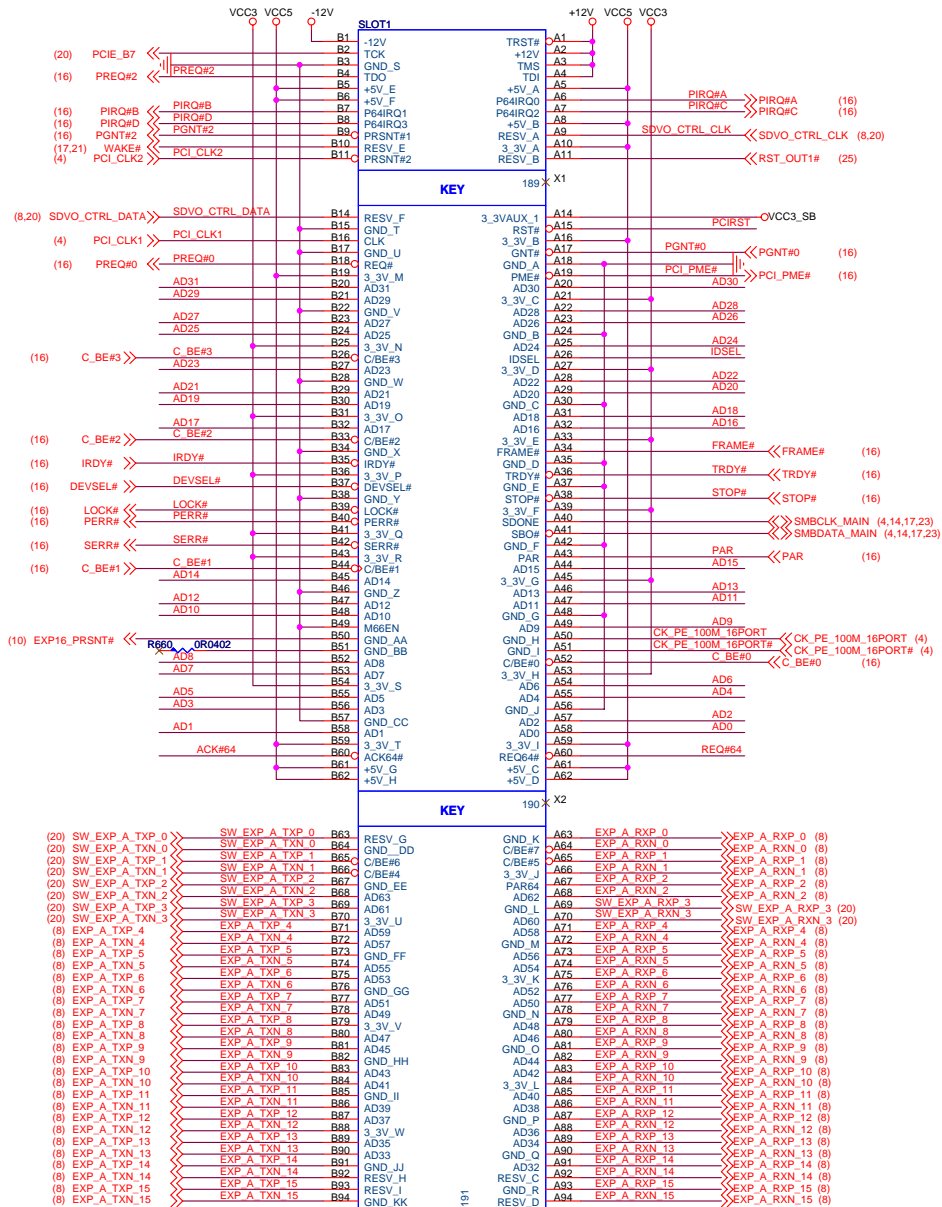 VCC3 VCC5 -12V +12V VCC5 VCC3
SLOT1
B1 -12V TRST# A1
(20) PCIE_B7 B2 TCK +12V A2
B3 GND_S TMS A3
(16) PREQ#2 PREQ#2 B4 TDO TDI A4
B5 +5V_E +5V_A A5
B6 +5V_F P64IRQ0 A6 PIRQ#A PIRQ#A (16)
(16) PIRQ#B PIRQ#B B7 P64IRQ1 P64IRQ2 A7 PIRQ#C PIRQ#C (16)
(16) PIRQ#D PIRQ#D B8 P64IRQ3 +5V_B A8
(16) PGNT#2 PGNT#2 B9 PRSNT#1 RESV_A A9 SDVO_CTRL_CLK SDVO_CTRL_CLK (8,20)
(17,21) WAKE# B10 RESV_E 3_3V_A A10
(4) PCI_CLK2 PCI_CLK2 B11 PRSNT#2 RESV_B A11 RST_OUT1# (25)
KEY 189 X1
(8,20) SDVO_CTRL_DATA SDVO_CTRL_DATA B14 RESV_F 3_3VAUX_1 A14 VCC3_SB
B15 GND_T RST# A15 PCIRST
(4) PCI_CLK1 PCI_CLK1 B16 CLK 3_3V_B A16
B17 GND_U GNT# A17 PGNT#0 PGNT#0 (16)
(16) PREQ#0 PREQ#0 B18 REQ# GND_A A18
B19 3_3V_M PME# A19 PCI_PME# PCI_PME# (16)
AD31 B20 AD31 AD30 A20 AD30
AD29 B21 AD29 3_3V_C A21
B22 GND_V AD28 A22 AD28
AD27 B23 AD27 AD26 A23 AD26
AD25 B24 AD25 GND_B A24
B25 3_3V_N AD24 A25 AD24
(16) C_BE#3 C_BE#3 B26 C/BE#3 IDSEL A26 IDSEL
AD23 B27 AD23 3_3V_D A27
B28 GND_W AD22 A28 AD22
AD21 B29 AD21 AD20 A29 AD20
AD19 B30 AD19 GND_C A30
B31 3_3V_O AD18 A31 AD18
AD17 B32 AD17 AD16 A32 AD16
(16) C_BE#2 C_BE#2 B33 C/BE#2 3_3V_E A33
B34 GND_X FRAME# A34 FRAME# FRAME# (16)
(16) IRDY# IRDY# B35 IRDY# GND_D A35
B36 3_3V_P TRDY# A36 TRDY# TRDY# (16)
(16) DEVSEL# DEVSEL# B37 DEVSEL# GND_E A37
B38 GND_Y STOP# A38 STOP# STOP# (16)
(16) LOCK# LOCK# B39 LOCK# 3_3V_F A39
(16) PERR# PERR# B40 PERR# SDONE A40 SMBCLK_MAIN (4,14,17,23)
B41 3_3V_Q SBO# A41 SMBDATA_MAIN (4,14,17,23)
(16) SERR# SERR# B42 SERR# GND_F A42
B43 3_3V_R PAR A43 PAR PAR (16)
(16) C_BE#1 C_BE#1 B44 C/BE#1 AD15 A44 AD15
AD14 B45 AD14 3_3V_G A45
B46 GND_Z AD13 A46 AD13
AD12 B47 AD12 AD11 A47 AD11
AD10 B48 AD10 GND_G A48
B49 M66EN AD9 A49 AD9
(10) EXP16_PRSNT# B50 GND_AA GND_H A50 CK_PE_100M_16PORT CK_PE_100M_16PORT (4)
R660 0R0402 B51 GND_BB GND_I A51 CK_PE_100M_16PORT# CK_PE_100M_16PORT# (4)
AD8 B52 AD8 C/BE#0 A52 C_BE#0 C_BE#0 (16)
AD7 B53 AD7 3_3V_H A53
B54 3_3V_S AD6 A54 AD6
AD5 B55 AD5 AD4 A55 AD4
AD3 B56 AD3 GND_J A56
B57 GND_CC AD2 A57 AD2
AD1 B58 AD1 AD0 A58 AD0
B59 3_3V_T 3_3V_I A59
ACK#64 B60 ACK64# REQ64# A60 REQ#64
B61 +5V_G +5V_C A61
B62 +5V_H +5V_D A62
KEY 190 X2
(20) SW_EXP_A_TXP_0 SW_EXP_A_TXP_0 B63 RESV_G GND_K A63 EXP_A_RXP_0 EXP_A_RXP_0 (8)
(20) SW_EXP_A_TXN_0 SW_EXP_A_TXN_0 B64 GND_DD C/BE#7 A64 EXP_A_RXN_0 EXP_A_RXN_0 (8)
(20) SW_EXP_A_TXP_1 SW_EXP_A_TXP_1 B65 C/BE#6 C/BE#5 A65 EXP_A_RXP_1 EXP_A_RXP_1 (8)
(20) SW_EXP_A_TXN_1 SW_EXP_A_TXN_1 B66 C/BE#4 3_3V_J A66 EXP_A_RXN_1 EXP_A_RXN_1 (8)
(20) SW_EXP_A_TXP_2 SW_EXP_A_TXP_2 B67 GND_EE PAR64 A67 EXP_A_RXP_2 EXP_A_RXP_2 (8)
(20) SW_EXP_A_TXN_2 SW_EXP_A_TXN_2 B68 AD63 AD62 A68 EXP_A_RXN_2 EXP_A_RXN_2 (8)
(20) SW_EXP_A_TXP_3 SW_EXP_A_TXP_3 B69 AD61 GND_L A69 SW_EXP_A_RXP_3 SW_EXP_A_RXP_3 (20)
(20) SW_EXP_A_TXN_3 SW_EXP_A_TXN_3 B70 3_3V_U AD60 A70 SW_EXP_A_RXN_3 SW_EXP_A_RXN_3 (20)
(8) EXP_A_TXP_4 EXP_A_TXP_4 B71 AD59 AD58 A71 EXP_A_RXP_4 EXP_A_RXP_4 (8)
(8) EXP_A_TXN_4 EXP_A_TXN_4 B72 AD57 GND_M A72 EXP_A_RXN_4 EXP_A_RXN_4 (8)
(8) EXP_A_TXP_5 EXP_A_TXP_5 B73 GND_FF AD56 A73 EXP_A_RXP_5 EXP_A_RXP_5 (8)
(8) EXP_A_TXN_5 EXP_A_TXN_5 B74 AD55 AD54 A74 EXP_A_RXN_5 EXP_A_RXN_5 (8)
(8) EXP_A_TXP_6 EXP_A_TXP_6 B75 AD53 3_3V_K A75 EXP_A_RXP_6 EXP_A_RXP_6 (8)
(8) EXP_A_TXN_6 EXP_A_TXN_6 B76 GND_GG AD52 A76 EXP_A_RXN_6 EXP_A_RXN_6 (8)
(8) EXP_A_TXP_7 EXP_A_TXP_7 B77 AD51 AD50 A77 EXP_A_RXP_7 EXP_A_RXP_7 (8)
(8) EXP_A_TXN_7 EXP_A_TXN_7 B78 AD49 GND_N A78 EXP_A_RXN_7 EXP_A_RXN_7 (8)
(8) EXP_A_TXP_8 EXP_A_TXP_8 B79 3_3V_V AD48 A79 EXP_A_RXP_8 EXP_A_RXP_8 (8)
(8) EXP_A_TXN_8 EXP_A_TXN_8 B80 AD47 AD46 A80 EXP_A_RXN_8 EXP_A_RXN_8 (8)
(8) EXP_A_TXP_9 EXP_A_TXP_9 B81 AD45 GND_O A81 EXP_A_RXP_9 EXP_A_RXP_9 (8)
(8) EXP_A_TXN_9 EXP_A_TXN_9 B82 GND_HH AD44 A82 EXP_A_RXN_9 EXP_A_RXN_9 (8)
(8) EXP_A_TXP_10 EXP_A_TXP_10 B83 AD43 AD42 A83 EXP_A_RXP_10 EXP_A_RXP_10 (8)
(8) EXP_A_TXN_10 EXP_A_TXN_10 B84 AD41 3_3V_L A84 EXP_A_RXN_10 EXP_A_RXN_10 (8)
(8) EXP_A_TXP_11 EXP_A_TXP_11 B85 GND_II AD40 A85 EXP_A_RXP_11 EXP_A_RXP_11 (8)
(8) EXP_A_TXN_11 EXP_A_TXN_11 B86 AD39 AD38 A86 EXP_A_RXN_11 EXP_A_RXN_11 (8)
(8) EXP_A_TXP_12 EXP_A_TXP_12 B87 AD37 GND_P A87 EXP_A_RXP_12 EXP_A_RXP_12 (8)
(8) EXP_A_TXN_12 EXP_A_TXN_12 B88 3_3V_W AD36 A88 EXP_A_RXN_12 EXP_A_RXN_12 (8)
(8) EXP_A_TXP_13 EXP_A_TXP_13 B89 AD35 AD34 A89 EXP_A_RXP_13 EXP_A_RXP_13 (8)
(8) EXP_A_TXN_13 EXP_A_TXN_13 B90 AD33 GND_Q A90 EXP_A_RXN_13 EXP_A_RXN_13 (8)
(8) EXP_A_TXP_14 EXP_A_TXP_14 B91 GND_JJ AD32 A91 EXP_A_RXP_14 EXP_A_RXP_14 (8)
(8) EXP_A_TXN_14 EXP_A_TXN_14 B92 RESV_H RESV_C A92 EXP_A_RXN_14 EXP_A_RXN_14 (8)
(8) EXP_A_TXP_15 EXP_A_TXP_15 B93 RESV_I GND_R A93 EXP_A_RXP_15 EXP_A_RXP_15 (8)
(8) EXP_A_TXN_15 EXP_A_TXN_15 B94 GND_KK RESV_D A94 EXP_A_RXN_15 EXP_A_RXN_15 (8)
191